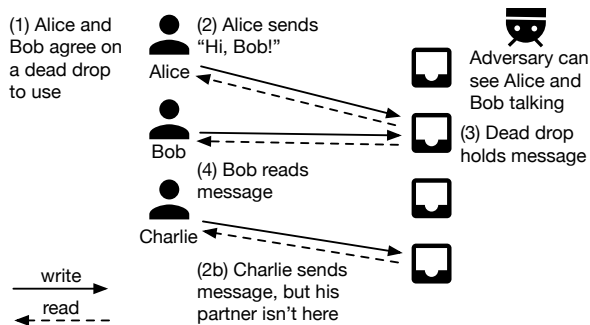 (1) Alice and
Bob agree on
a dead drop
to use
(2) Alice sends
“Hi, Bob!”
Alice
Adversary can
see Alice and
Bob talking
Bob
(3) Dead drop
holds message
(4) Bob reads
message
Charlie
(2b) Charlie sends
message, but his
partner isn’t here
write
read